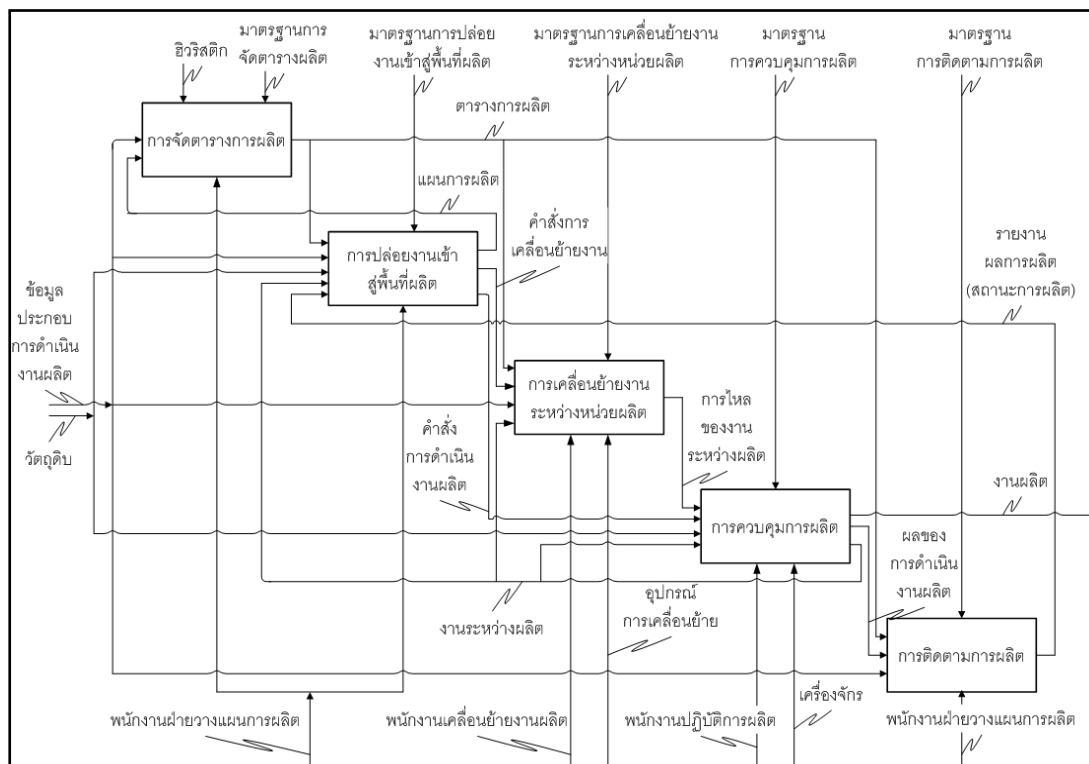 ฮิวริสติก
มาตรฐานการ
จัดตารางผลิต
มาตรฐานการปล่อย
งานเข้าสู่พื้นที่ผลิต
มาตรฐานการเคลื่อนย้ายงาน
ระหว่างหน่วยผลิต
มาตรฐาน
การควบคุมการผลิต
มาตรฐาน
การติดตามการผลิต
ตารางการผลิต
การจัดตารางการผลิต
แผนการผลิต
คำสั่งการ
เคลื่อนย้ายงาน
การปล่อยงานเข้า
สู่พื้นที่ผลิต
รายงาน
ผลการผลิต
(สถานะการผลิต)
ข้อมูล
ประกอบ
การดำเนิน
งานผลิต
วัตถุดิบ
การเคลื่อนย้ายงาน
ระหว่างหน่วยผลิต
การไหล
ของงาน
ระหว่างผลิต
คำสั่ง
การดำเนิน
งานผลิต
งานผลิต
การควบคุมการผลิต
ผลของ
การดำเนิน
งานผลิต
งานระหว่างผลิต
อุปกรณ์
การเคลื่อนย้าย
การติดตามการผลิต
เครื่องจักร
พนักงานฝ่ายวางแผนการผลิต
พนักงานเคลื่อนย้ายงานผลิต
พนักงานปฏิบัติการผลิต
พนักงานฝ่ายวางแผนการผลิต